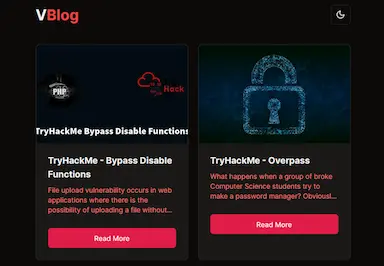 VBlog
PHP
Hack
TryHackMe Bypass Disable Functions
TryHackMe - Bypass Disable
Functions
File upload vulnerability occurs in web
applications where there is the
possibility of uploading a file without...
Read More
TryHackMe - Overpass
What happens when a group of broke
Computer Science students try to
make a password manager? Obviousl...
Read More